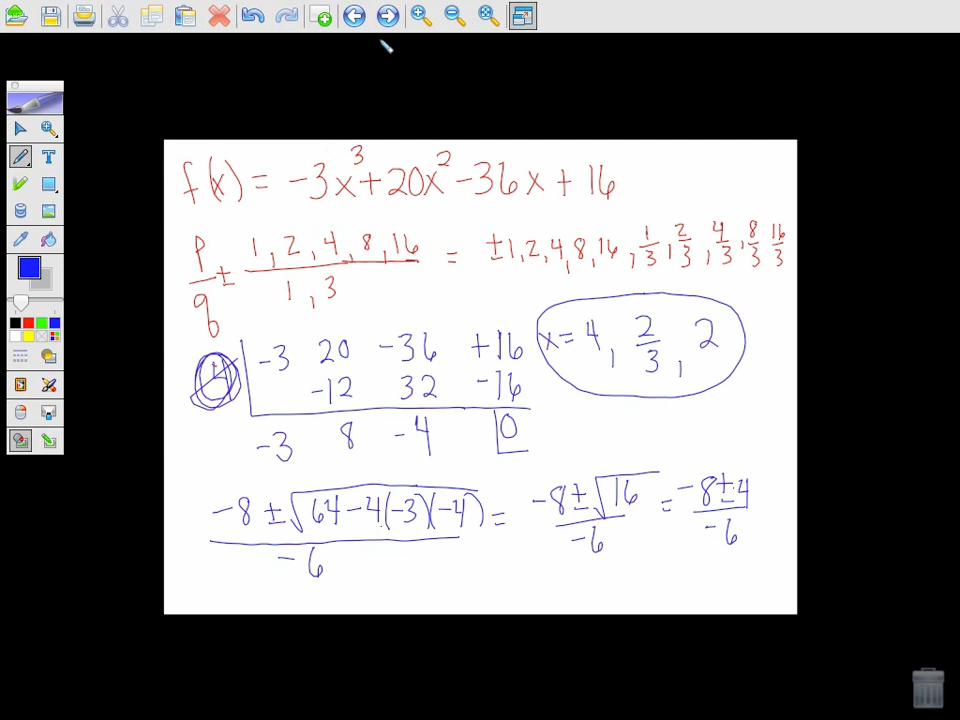 f(x) = -3x³ + 20x² - 36x + 16
p/q ± 1, 2, 4, 8, 16 / 1, 3 = ±1, 2, 4, 8, 16, 1/3, 2/3, 4/3, 8/3 16/3
x = 4, 2/3, 2
4 | -3 20 -36 +16
-12 32 -16
-3 8 -4 |0
-8 ± √64-4(-3)(-4) / -6 = -8 ± √16 / -6 = -8 ± 4 / -6
T